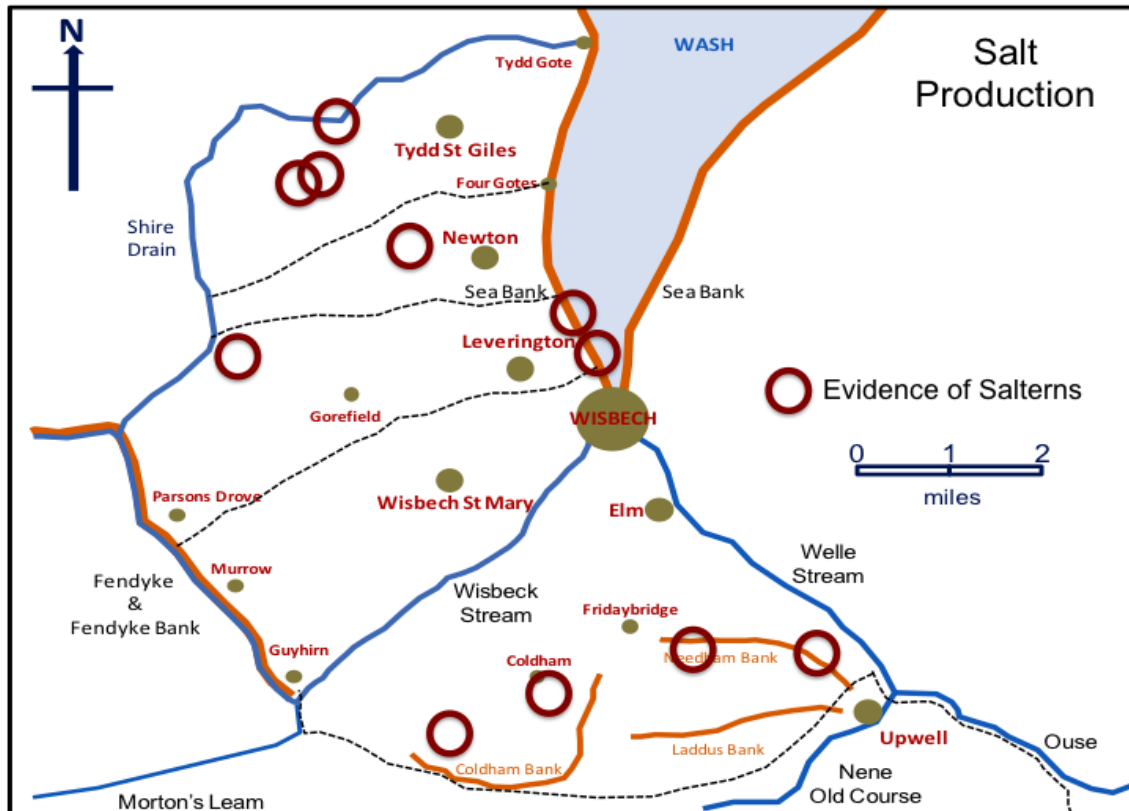 N
WASH
Salt
Production
Tydd Gote
Tydd St Giles
Four Gotes
Shire
Drain
Newton
Sea Bank
Sea Bank
Leverington
Gorefield
WISBECH
Evidence of Salterns
0 1 2
miles
Parsons Drove
Wisbech St Mary
Elm
Murrow
Fendyke
&
Fendyke Bank
Wisbeck
Stream
Welle
Stream
Fridaybridge
Guyhirn
Coldham
Needham Bank
Laddus Bank
Upwell
Coldham Bank
Ouse
Nene
Old Course
Morton's Leam